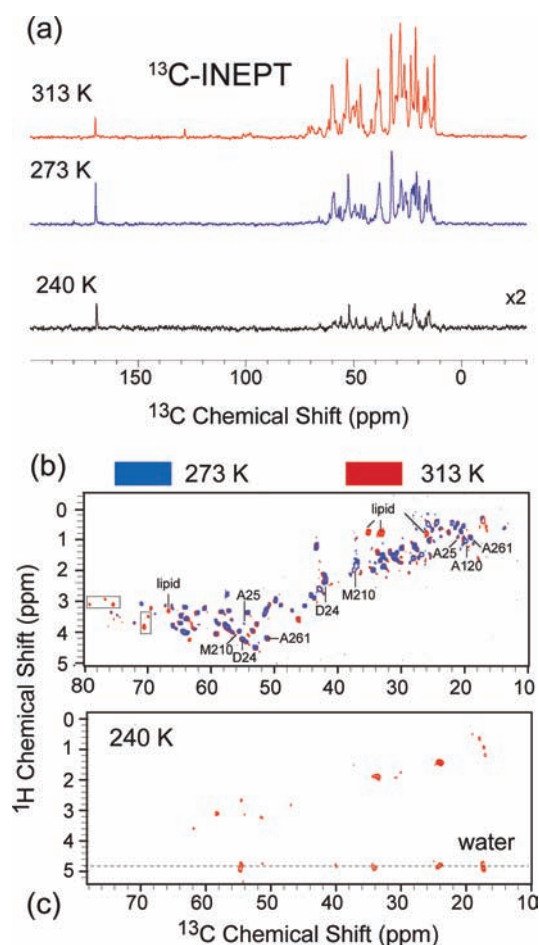 (a)
¹³C-INEPT
313 K
273 K
240 K
x2
150 100 50 0
¹³C Chemical Shift (ppm)
(b)
273 K 313 K
0
1
2
3
4
5
lipid
lipid
A25
M210
D24
A261
D24
M210
A25
A120
A261
80 70 60 50 40 30 20 10
¹H Chemical Shift (ppm)
0
1
2
3
4
5
240 K
water
70 60 50 40 30 20 10
(c)
¹³C Chemical Shift (ppm)